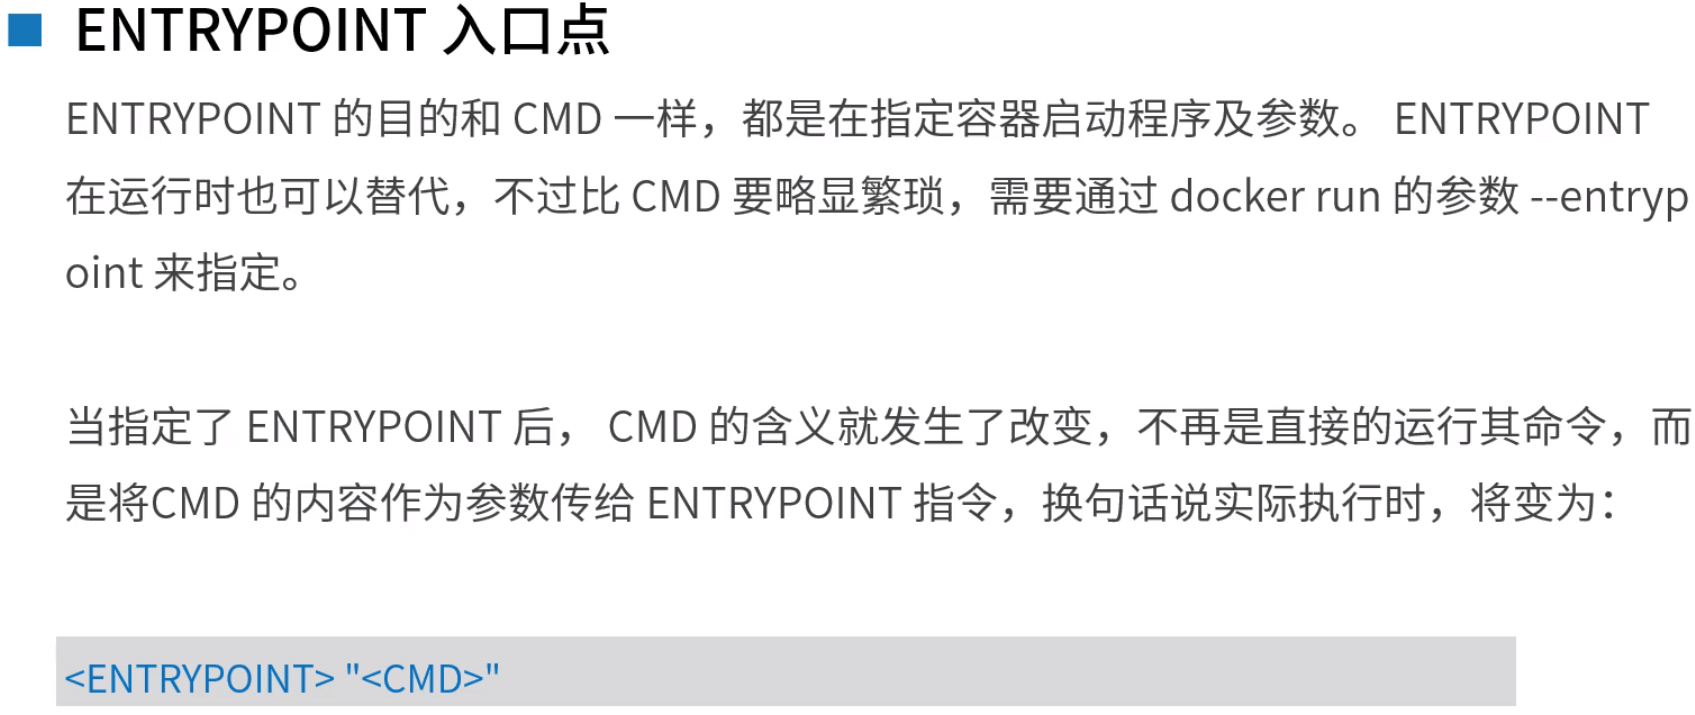 ENTRYPOINT 入口点
ENTRYPOINT 的目的和 CMD 一样，都是在指定容器启动程序及参数。 ENTRYPOINT
在运行时也可以替代，不过比 CMD 要略显繁琐，需要通过 docker run 的参数 --entryp
oint 来指定。
当指定了 ENTRYPOINT 后， CMD 的含义就发生了改变，不再是直接的运行其命令，而
是将CMD 的内容作为参数传给 ENTRYPOINT 指令，换句话说实际执行时，将变为：
<ENTRYPOINT> "<CMD>"